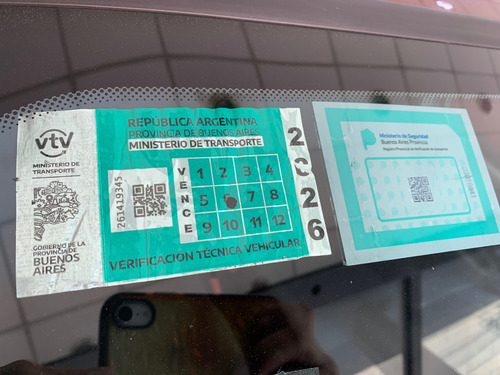 vtv
MINISTERIO DE
TRANSPORTE
GOBIERNO DE LA
PROVINCIA DE
BUENOS
AIRES
REPÚBLICA ARGENTINA
PROVINCIA DE BUENOS AIRES
MINISTERIO DE TRANSPORTE
261419345
VENCE
1 2 3 4
5 7 8
9 10 11 12
2026
VERIFICACIÓN TÉCNICA VEHICULAR
Ministerio de Seguridad
Buenos Aires Provincia